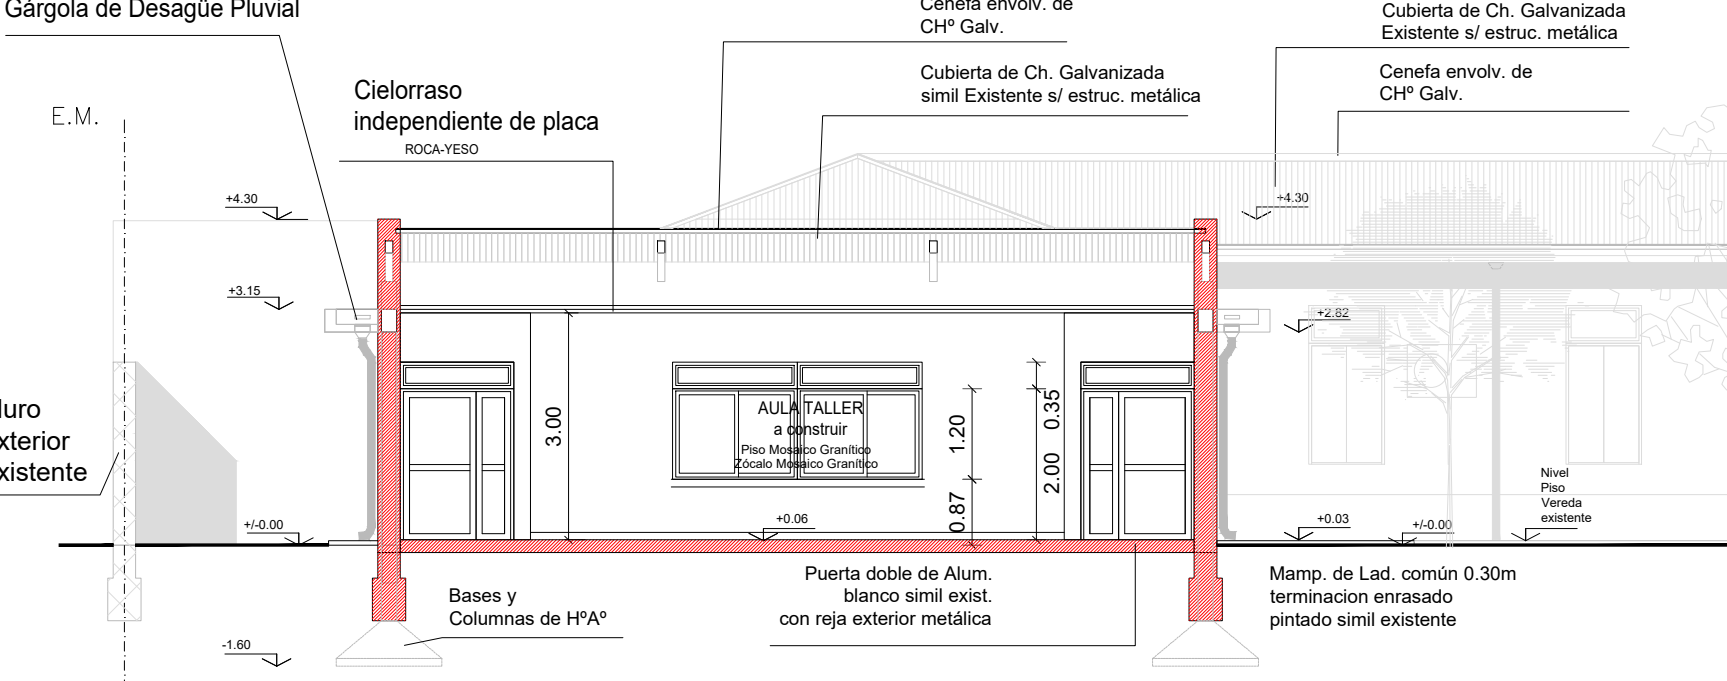 Gárgola de Desagüe Pluvial
Cenefa envolv. de
CHº Galv.
Cubierta de Ch. Galvanizada
Existente s/ estruc. metálica
Cubierta de Ch. Galvanizada
simil Existente s/ estruc. metálica
Cenefa envolv. de
CHº Galv.
Cielorraso
independiente de placa
ROCA-YESO
E.M.
+4.30
+4.30
+3.15
+2.82
3.00
AULA TALLER
a construir
Piso Mosaico Granítico
Zócalo Mosaico Granítico
1.20
0.87
0.35
2.00
uro
xterior
xistente
+/-0.00
+0.06
+0.03
+/-0.00
Nivel
Piso
Vereda
existente
Bases y
Columnas de HºAº
Puerta doble de Alum.
blanco simil exist.
con reja exterior metálica
Mamp. de Lad. común 0.30m
terminacion enrasado
pintado simil existente
-1.60